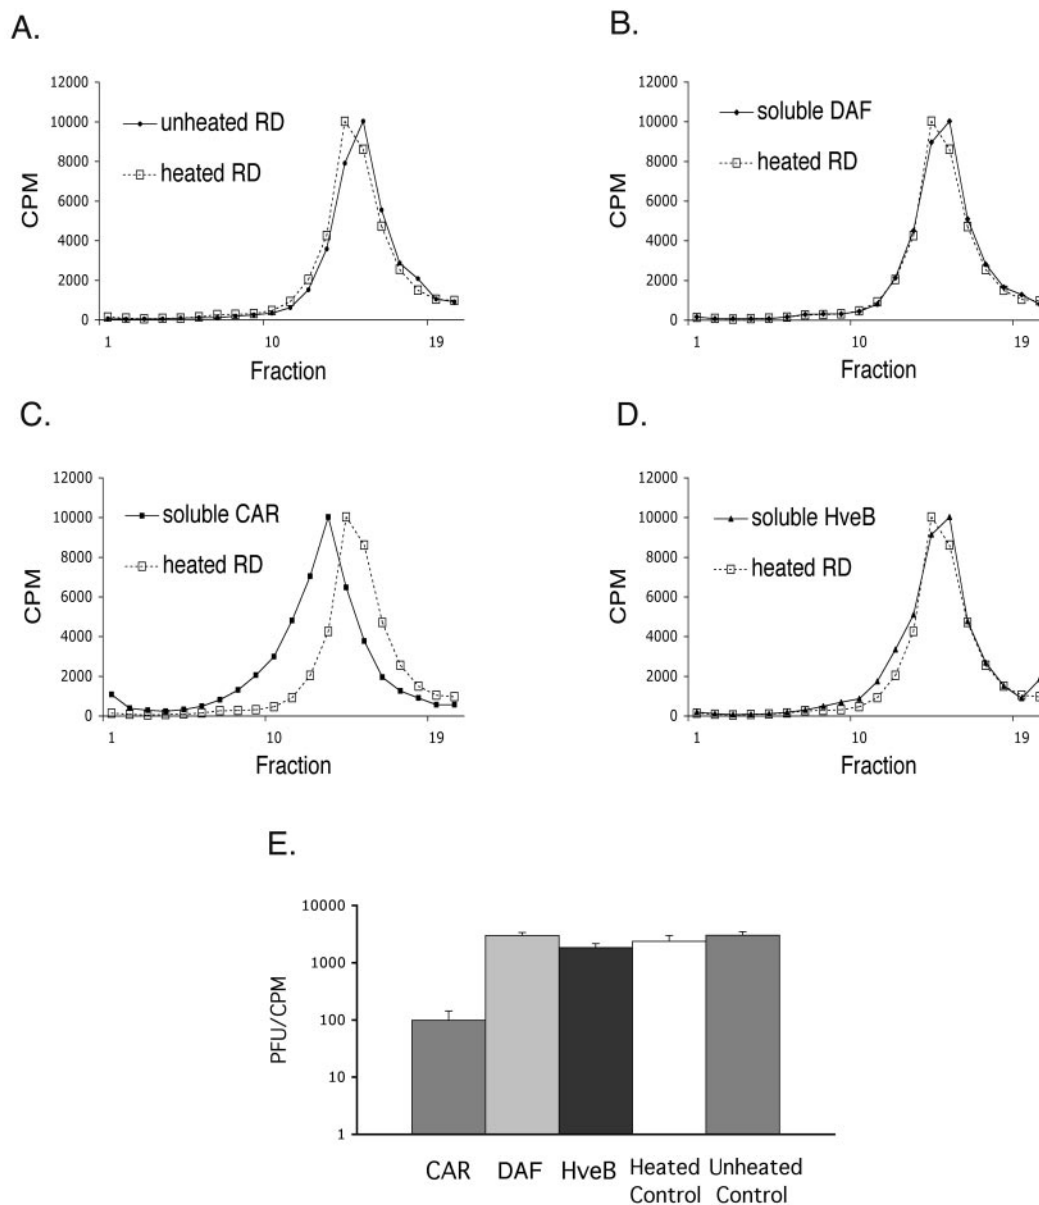 A.
12000
10000
8000
6000
4000
2000
0
CPM
unheated RD
heated RD
1
10
19
Fraction
B.
12000
10000
8000
6000
4000
2000
0
CPM
soluble DAF
heated RD
1
10
19
Fraction
C.
12000
10000
8000
6000
4000
2000
0
CPM
soluble CAR
heated RD
1
10
19
Fraction
D.
12000
10000
8000
6000
4000
2000
0
CPM
soluble HveB
heated RD
1
10
19
Fraction
E.
10000
1000
100
10
1
PFU/CPM
CAR
DAF
HveB
Heated
Control
Unheated
Control